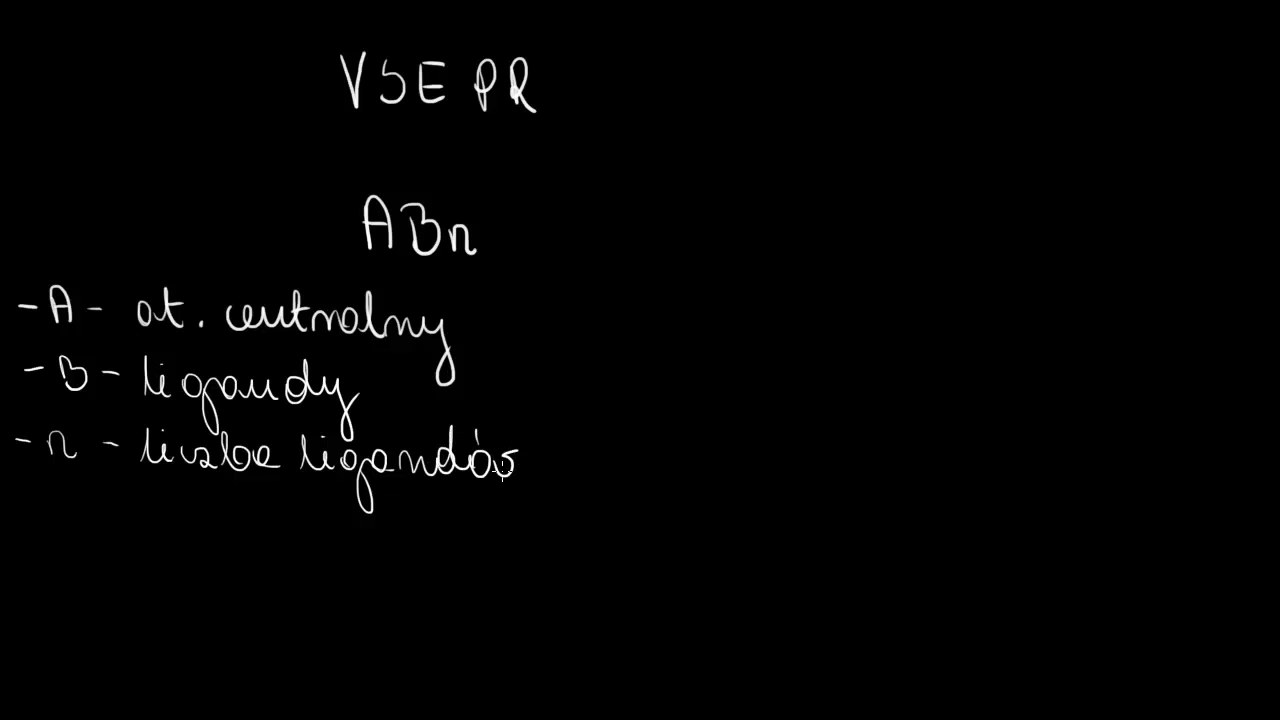 VSEPR
ABn
- A - at. centralny
- B - ligandy
- n - liczba ligandów